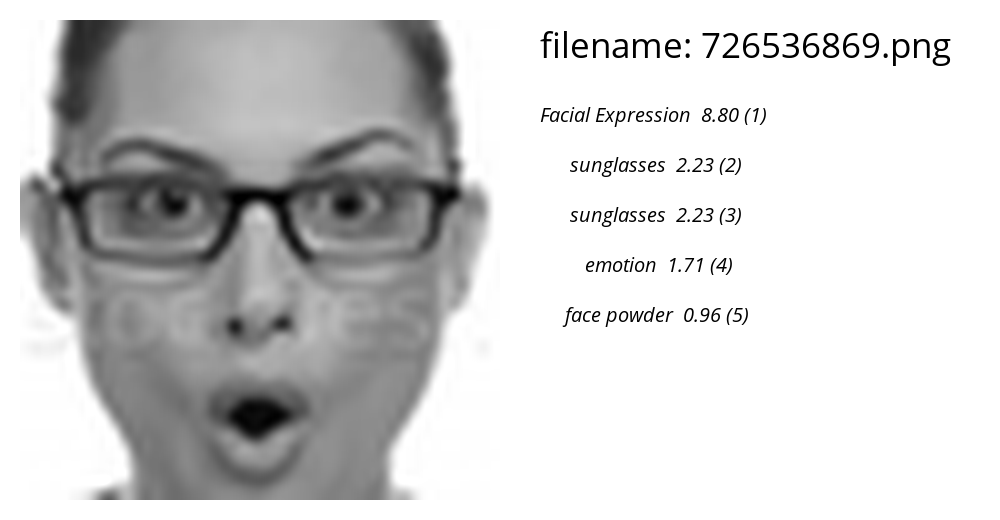 filename: 726536869.png
Facial Expression 8.80 (1)
sunglasses 2.23 (2)
sunglasses 2.23 (3)
emotion 1.71 (4)
face powder 0.96 (5)